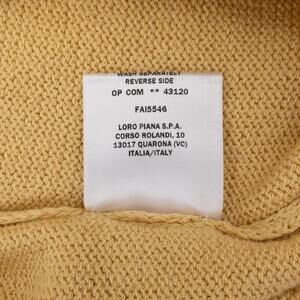 WASH SEPARATELY
REVERSE SIDE
OP COM ** 43120
FAI5546
LORO PIANA S.P.A.
CORSO ROLANDI, 10
13017 QUARONA (VC)
ITALIA/ITALY